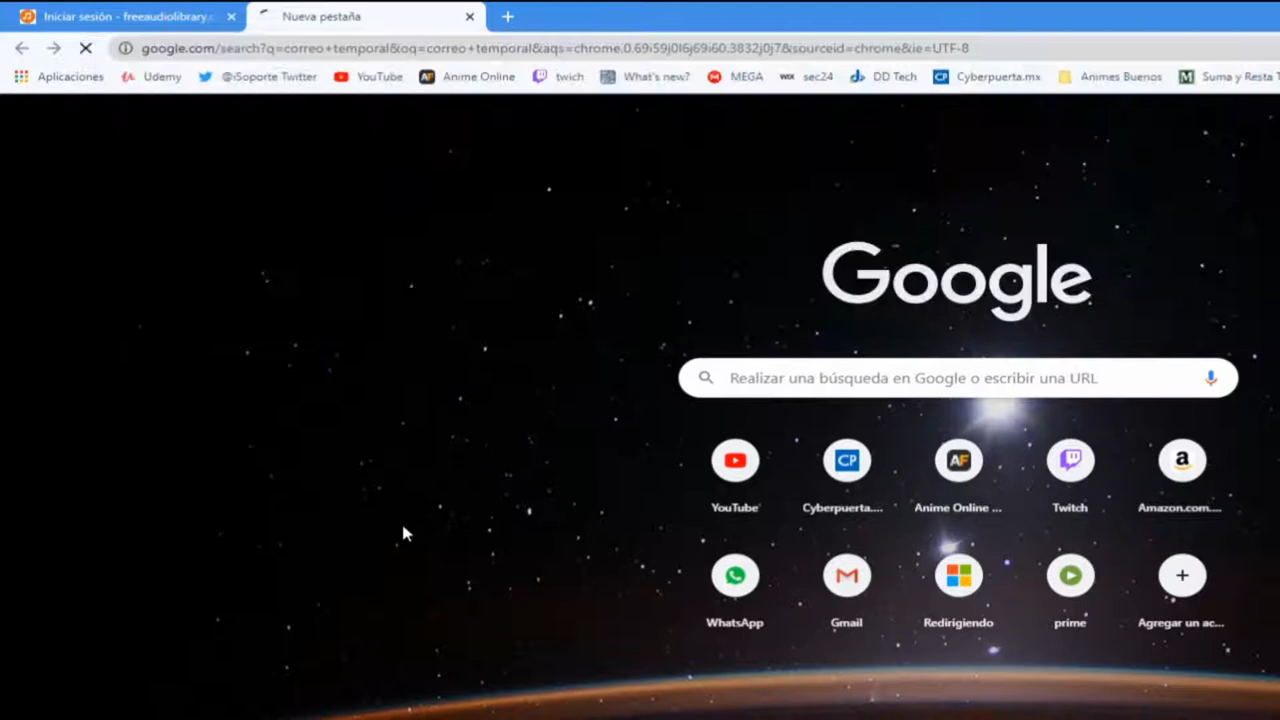 Iniciar sesión - freeaudiolibrary.c
Nueva pestaña
google.com/search?q=correo+temporal&oq=correo+temporal&aqs=chrome.0.69i59j0l6j69i60.3832j0j7&sourceid=chrome&ie=UTF-8
Aplicaciones Udemy @iSoporte Twitter YouTube Anime Online twich What's new? MEGA sec24 DD Tech Cyberpuerta.mx Animes Buenos Suma y Resta
Google
Realizar una búsqueda en Google o escribir una URL
YouTube Cyberpuerta.... Anime Online ... Twitch Amazon.com....
WhatsApp Gmail Redirigiendo prime Agregar un ac...